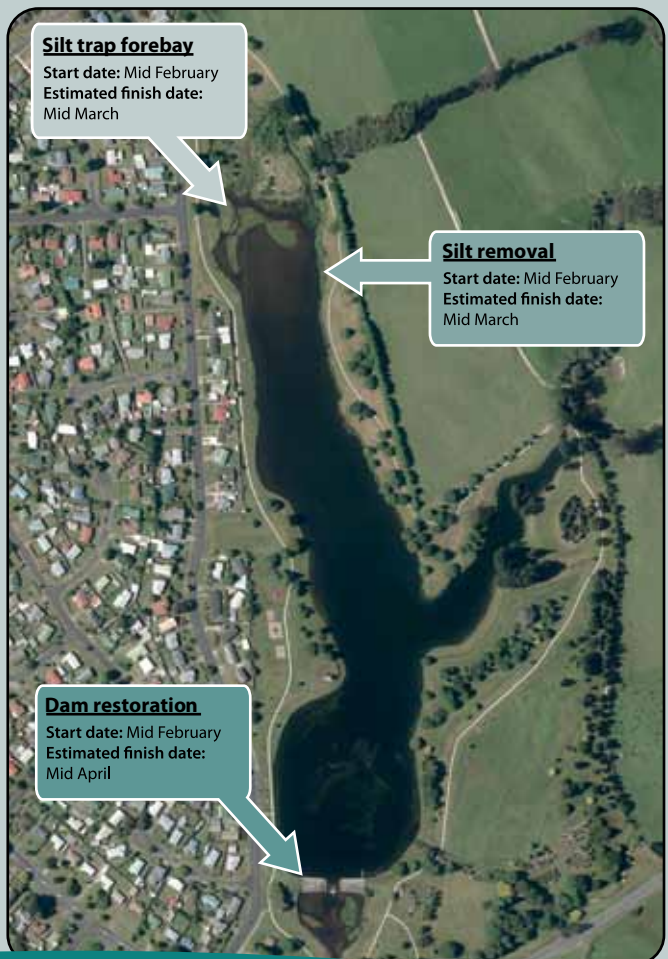 Silt trap forebay
Start date: Mid February
Estimated finish date:
Mid March
Silt removal
Start date: Mid February
Estimated finish date:
Mid March
Dam restoration
Start date: Mid February
Estimated finish date:
Mid April